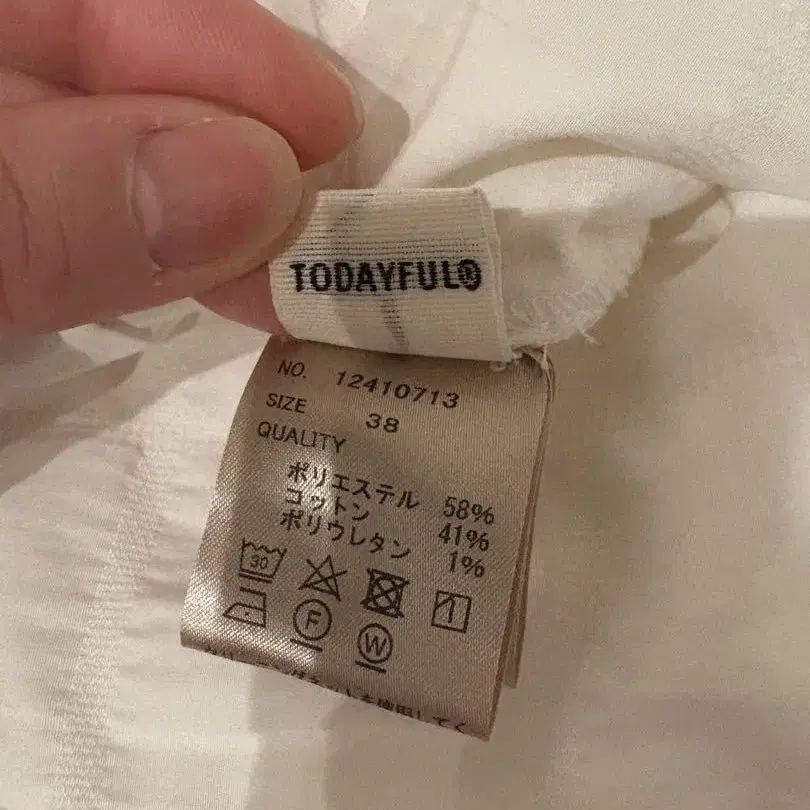 TODAYFUL®
NO. 12410713
SIZE 38
QUALITY
ポリエステル 58%
コットン 41%
ポリウレタン 1%
30
F
W